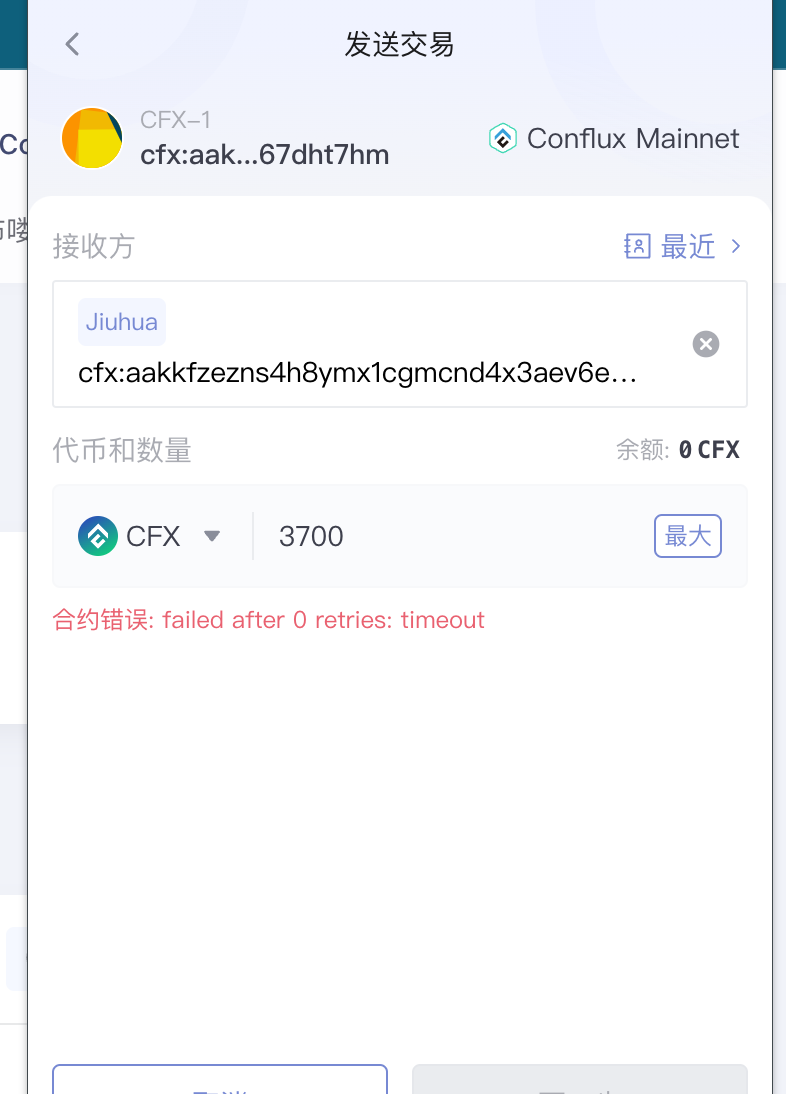 发送交易
CFX-1
cfx:aak...67dht7hm
Conflux Mainnet
接收方
最近
Jiuhua
cfx:aakkfzezns4h8ymx1cgmcnd4x3aev6e...
代币和数量
余额: 0 CFX
CFX
3700
最大
合约错误: failed after 0 retries: timeout